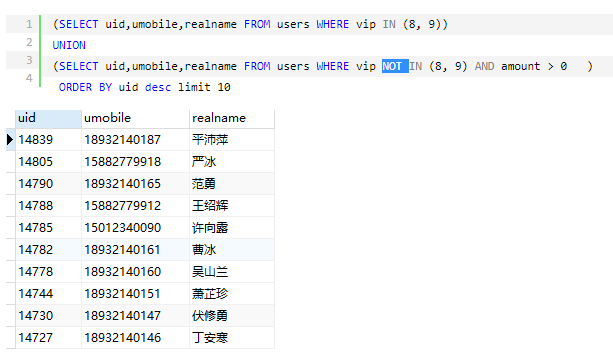 1 (SELECT uid,umobile,realname FROM users WHERE vip IN (8, 9))
2 UNION
3 (SELECT uid,umobile,realname FROM users WHERE vip NOT IN (8, 9) AND amount > 0 )
4 ORDER BY uid desc limit 10
uid umobile realname
14839 18932140187 平沛萍
14805 15882779918 严冰
14790 18932140165 范勇
14788 15882779912 王绍辉
14785 15012340090 许向露
14782 18932140161 曹冰
14778 18932140160 吴山兰
14744 18932140151 萧芷珍
14730 18932140147 伏修勇
14727 18932140146 丁安寒